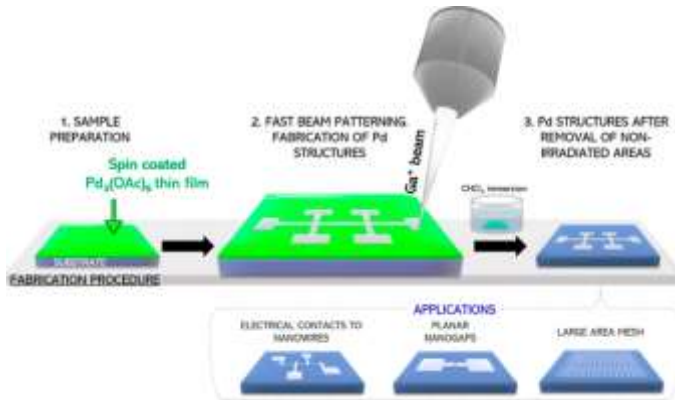 1. SAMPLE
PREPARATION
2. FAST BEAM PATTERNING.
FABRICATION OF Pd
STRUCTURES
3. Pd STRUCTURES AFTER
REMOVAL OF NON-
IRRADIATED AREAS
Spin coated
Pd₃(OAc)₆ thin film
Ga⁺ beam
CHCl₃ immersion
SUBSTRATE
FABRICATION PROCEDURE
APPLICATIONS
ELECTRICAL CONTACTS TO
NANOWIRES
PLANAR
NANOGAPS
LARGE AREA MESH